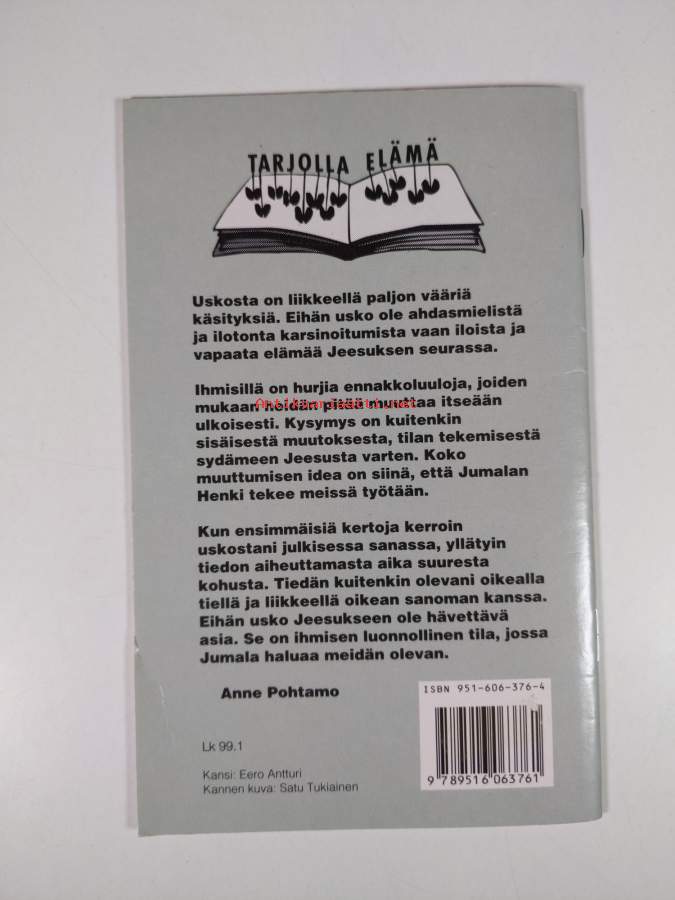 TARJOLLA ELÄMÄ
Uskosta on liikkeellä paljon vääriä
käsityksiä. Eihän usko ole ahdasmielistä
ja ilotonta karsinoitumista vaan iloista ja
vapaata elämää Jeesuksen seurassa.
Ihmisillä on hurjia ennakkoluuloja, joiden
mukaan heidän pitää muuttaa itseään
Antikvariaatti.net
ulkoisesti. Kysymys on kuitenkin
sisäisestä muutoksesta, tilan tekemisestä
sydämeen Jeesusta varten. Koko
muuttumisen idea on siinä, että Jumalan
Henki tekee meissä työtään.
Kun ensimmäisiä kertoja kerroin
uskostani julkisessa sanassa, yllätyin
tiedon aiheuttamasta aika suuresta
kohusta. Tiedän kuitenkin olevani oikealla
tiellä ja liikkeellä oikean sanoman kanssa.
Eihän usko Jeesukseen ole hävettävä
asia. Se on ihmisen luonnollinen tila, jossa
Jumala haluaa meidän olevan.
Anne Pohtamo
ISBN 951-606-376-4
9 789516 063761
Lk 99.1
Kansi: Eero Antturi
Kannen kuva: Satu Tukiainen